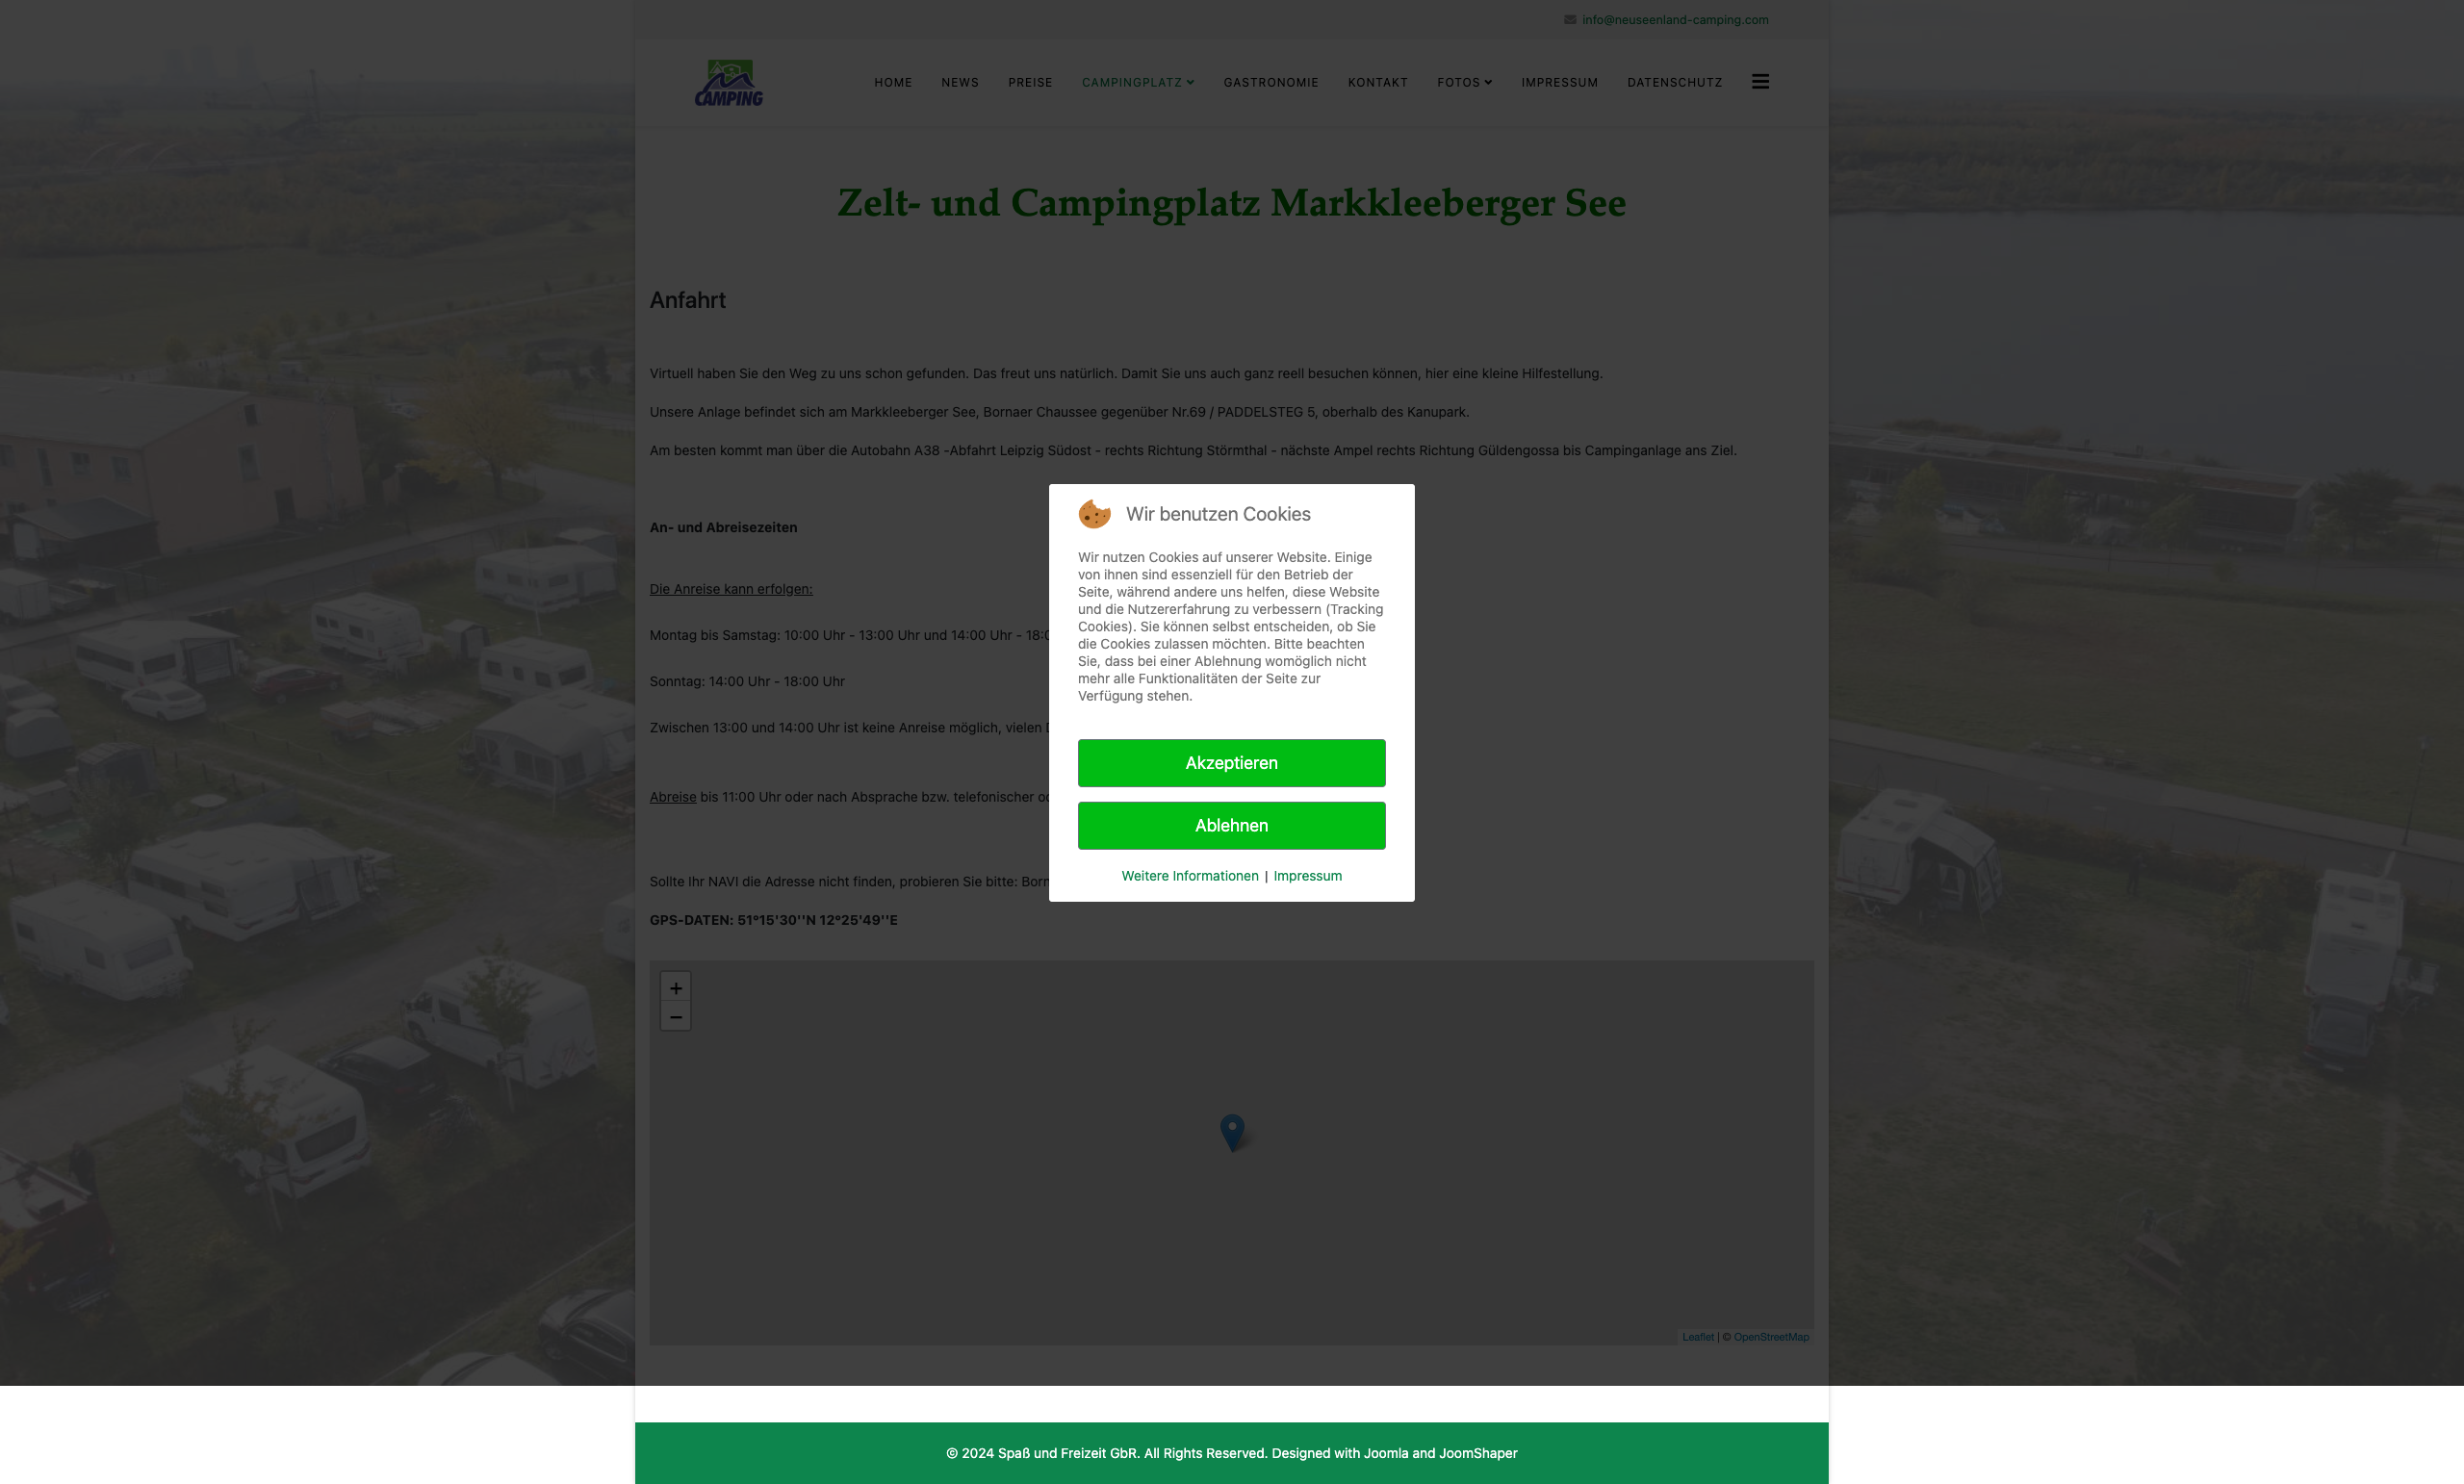 info@neuseenland-camping.com
CAMPING
HOME NEWS PREISE CAMPINGPLATZ GASTRONOMIE KONTAKT FOTOS IMPRESSUM DATENSCHUTZ
Zelt- und Campingplatz Markkleeberger See
Anfahrt
Virtuell haben Sie den Weg zu uns schon gefunden. Das freut uns natürlich. Damit Sie uns auch ganz reell besuchen können, hier eine kleine Hilfestellung.
Unsere Anlage befindet sich am Markkleeberger See, Bornaer Chaussee gegenüber Nr.69 / PADDELSTEG 5, oberhalb des Kanupark.
Am besten kommt man über die Autobahn A38 -Abfahrt Leipzig Südost - rechts Richtung Störmthal - nächste Ampel rechts Richtung Güldengossa bis Campinganlage ans Ziel.
An- und Abreisezeiten
Die Anreise kann erfolgen:
Montag bis Samstag: 10:00 Uhr - 13:00 Uhr und 14:00 Uhr - 18:0
Sonntag: 14:00 Uhr - 18:00 Uhr
Zwischen 13:00 und 14:00 Uhr ist keine Anreise möglich, vielen
Abreise bis 11:00 Uhr oder nach Absprache bzw. telefonischer
Sollte Ihr NAVI die Adresse nicht finden, probieren Sie bitte:
GPS-DATEN: 51°15'30''N 12°25'49''E
Wir benutzen Cookies
Wir nutzen Cookies auf unserer Website. Einige
von ihnen sind essenziell für den Betrieb der
Seite, während andere uns helfen, diese Website
und die Nutzererfahrung zu verbessern (Tracking
Cookies). Sie können selbst entscheiden, ob Sie
die Cookies zulassen möchten. Bitte beachten
Sie, dass bei einer Ablehnung womöglich nicht
mehr alle Funktionalitäten der Seite zur
Verfügung stehen.
Akzeptieren
Ablehnen
Weitere Informationen | Impressum
+
−
Leaflet | © OpenStreetMap
© 2024 Spaß und Freizeit GbR. All Rights Reserved. Designed with Joomla and JoomShaper